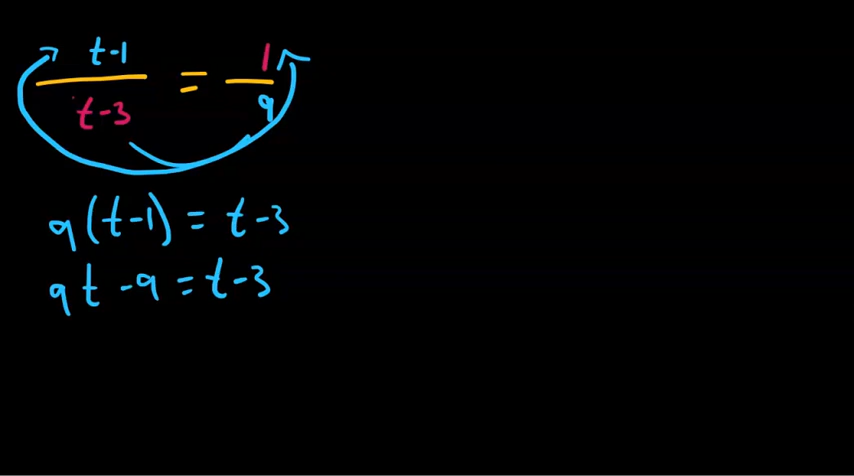 t-1 / t-3 = 1 / 9
9(t-1) = t-3
9t - 9 = t-3